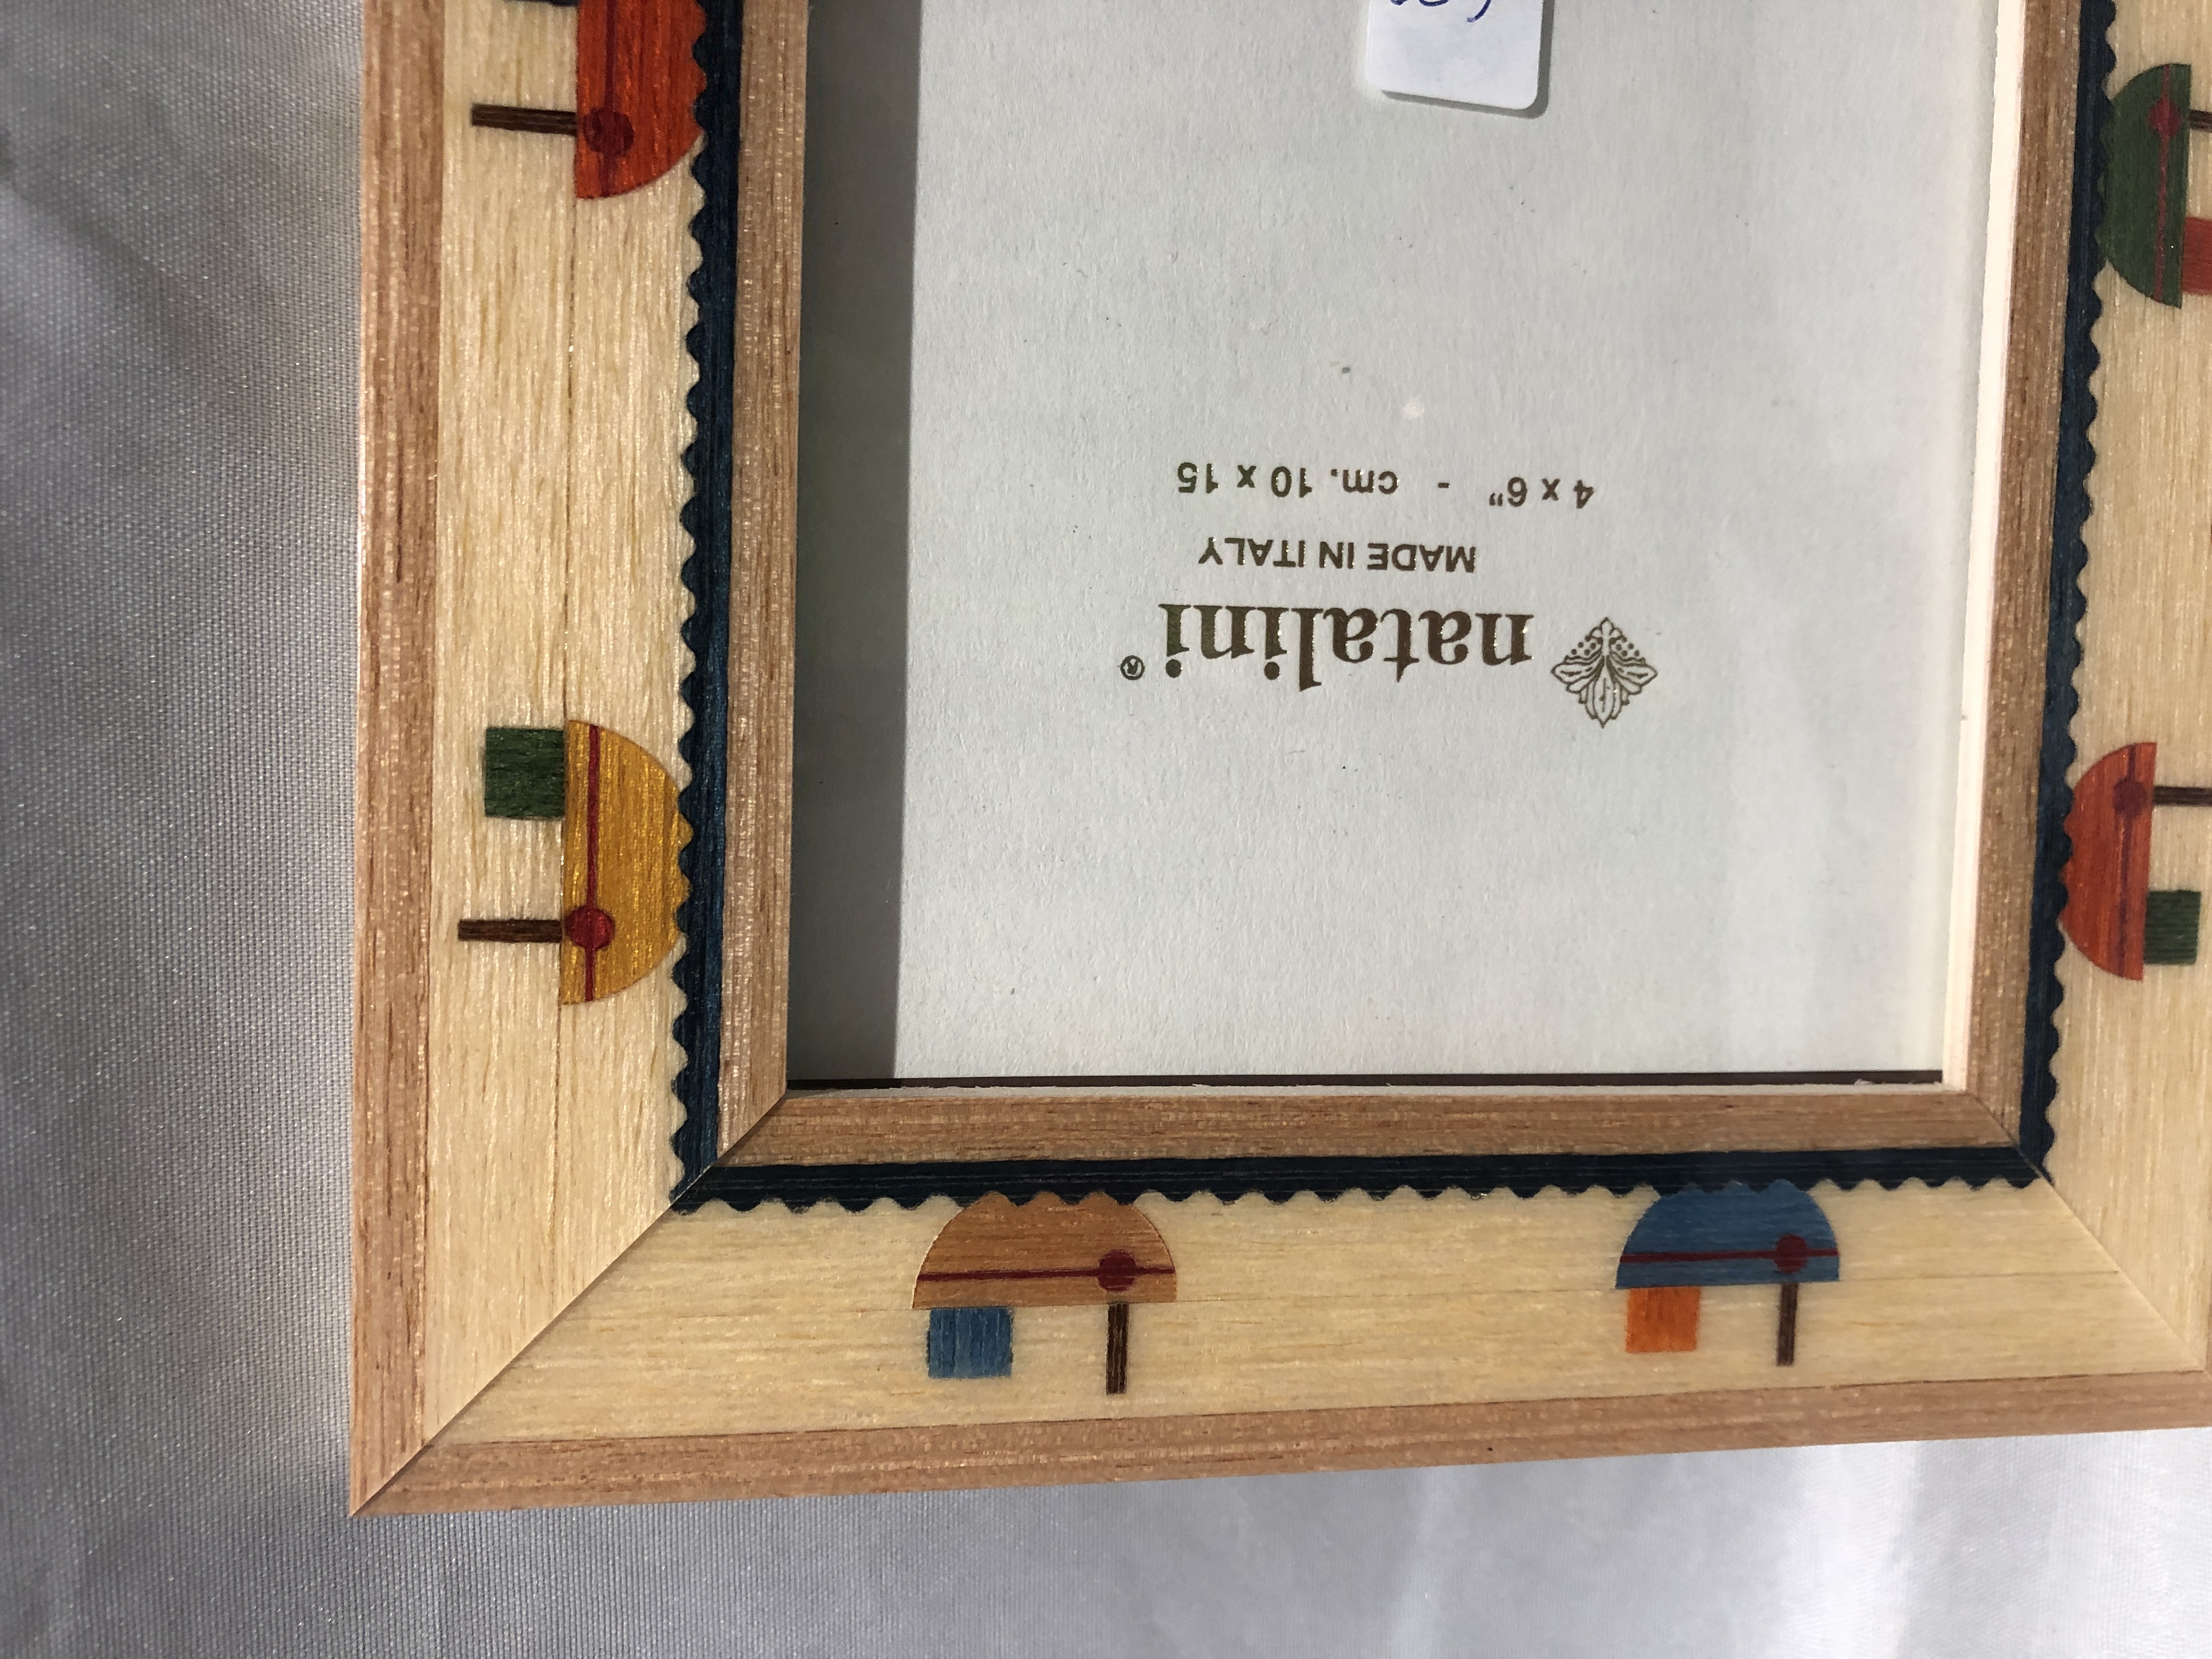 natalini®
MADE IN ITALY
4 x 6" - cm. 10 x 15